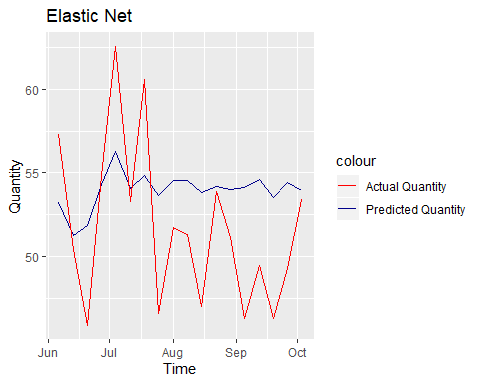 Elastic Net
Quantity
60
55
50
Jun Jul Aug Sep Oct
Time
colour
Actual Quantity
Predicted Quantity